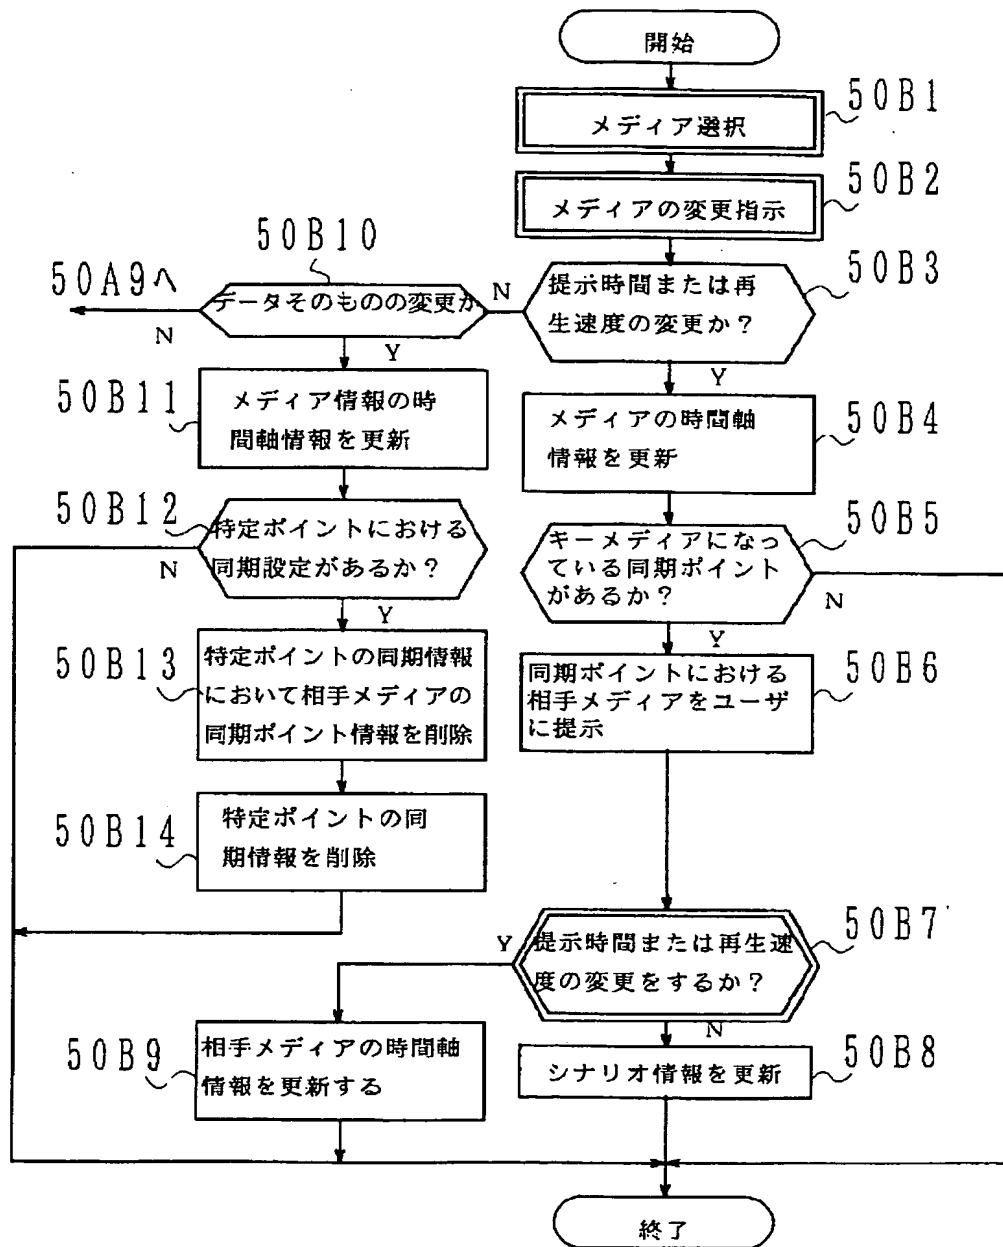 開始
50B1
メディア選択
50B2
メディアの変更指示
50B10
50B3
50A9へ
データそのものの変更か
N
提示時間または再
生速度の変更か?
N
Y
Y
50B11
メディア情報の時
間軸情報を更新
50B4
メディアの時間軸
情報を更新
50B12
特定ポイントにおける
同期設定があるか?
N
Y
50B5
キーメディアになっ
ている同期ポイント
があるか?
N
Y
50B13
特定ポイントの同期情報
において相手メディアの
同期ポイント情報を削除
50B6
同期ポイントにおける
相手メディアをユーザ
に提示
50B14
特定ポイントの同
期情報を削除
50B7
Y
提示時間または再生速
度の変更をするか?
N
50B9
相手メディアの時間軸
情報を更新する
50B8
シナリオ情報を更新
終了